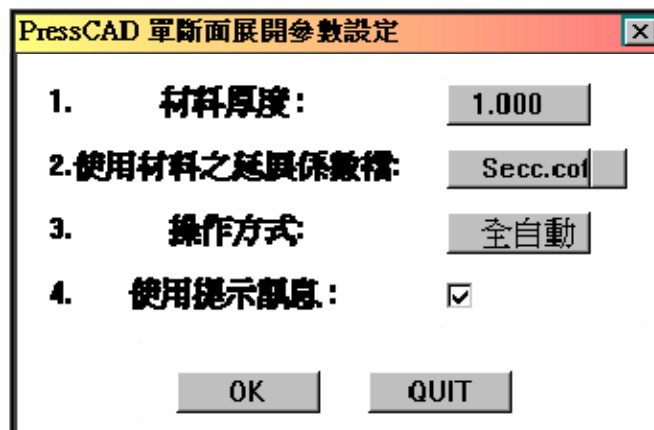 PressCAD 單斷面展開參數設定
1. 材料厚度: 1.000
2.使用材料之延展係數檔: Secc.cof
3. 操作方式: 全自動
4. 使用提示訊息:
OK QUIT